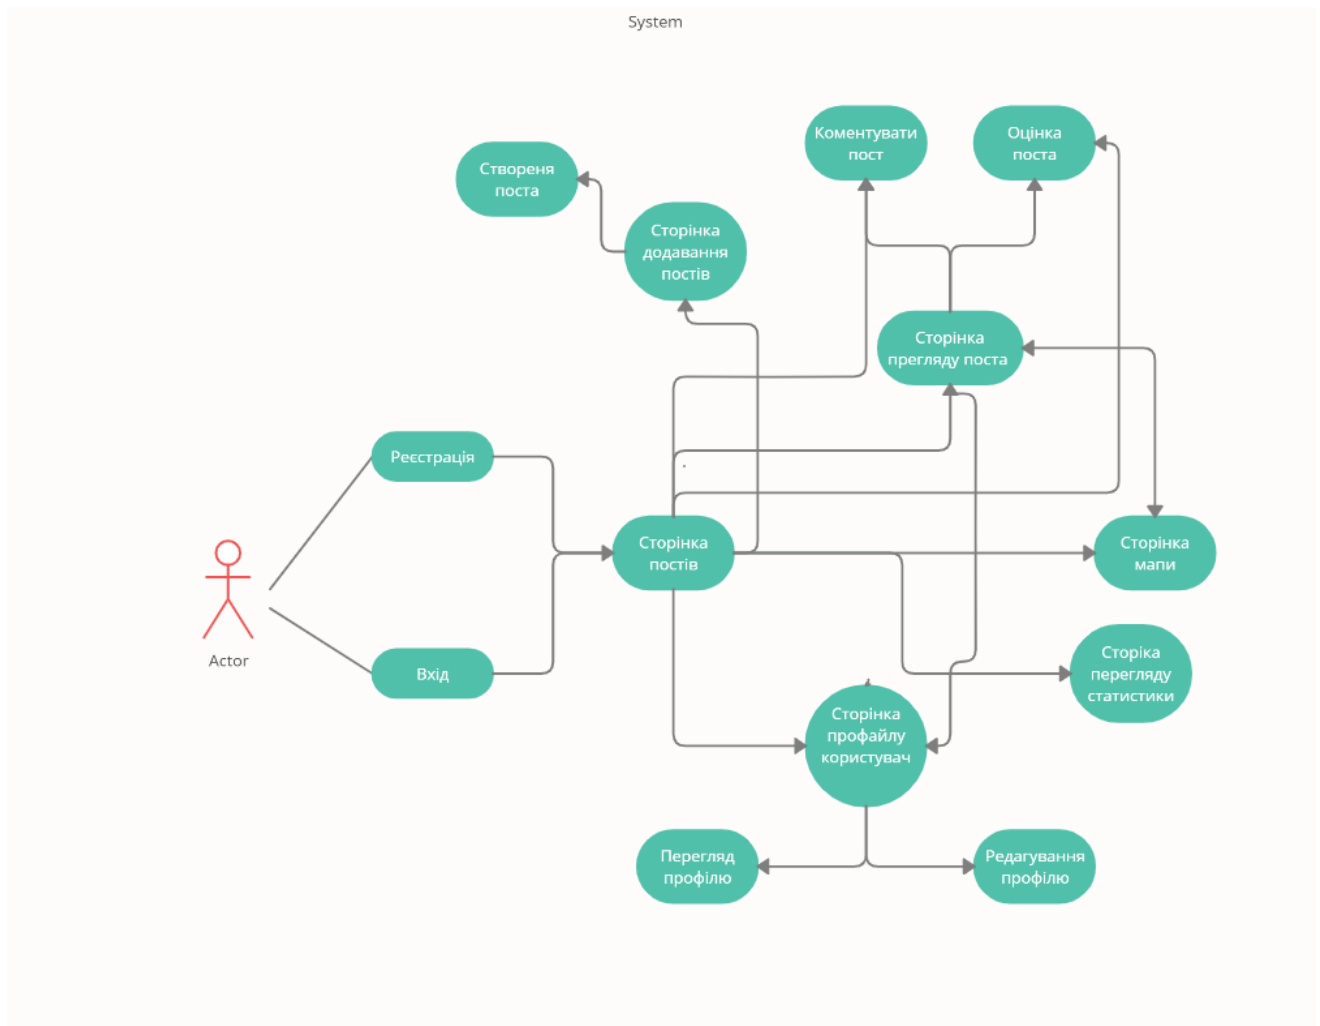 System
Коментувати
пост
Оцінка
поста
Створеня
поста
Сторінка
додавання
постів
Сторінка
прегляду поста
Реєстрація
Сторінка
постів
Сторінка
мапи
Actor
Вхід
Сторіка
перегляду
статистики
Сторінка
профайлу
користувач
Перегляд
профілю
Редагування
профілю